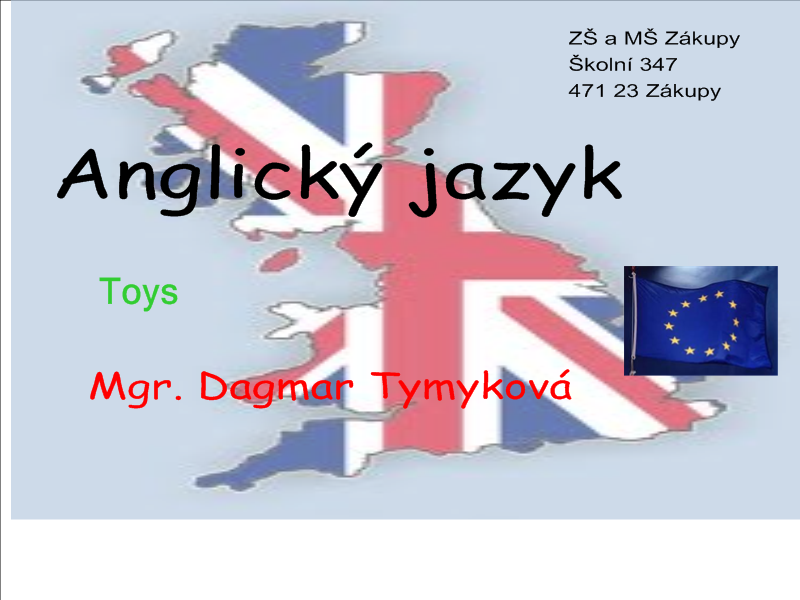 ZŠ a MŠ Zákupy
Školní 347
471 23 Zákupy
Anglický jazyk
Toys
Mgr. Dagmar Tymyková